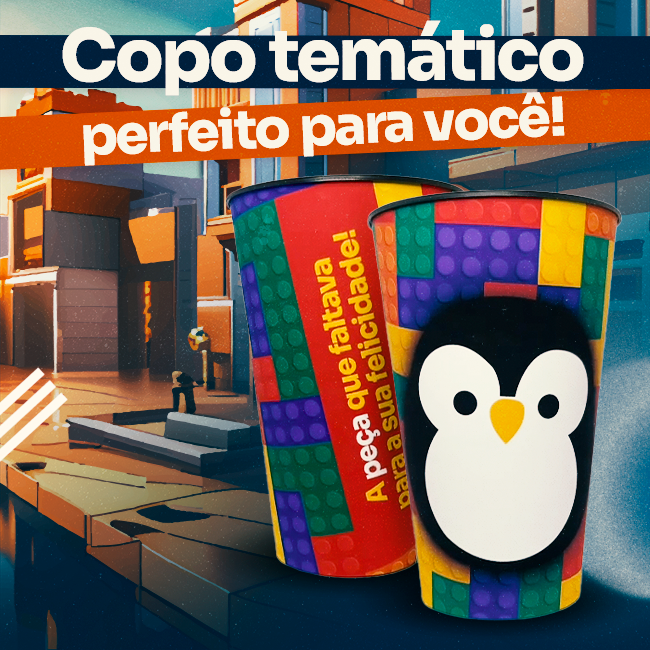 Copo temático
perfeito para você!
A peça que faltava
para a sua felicidade!